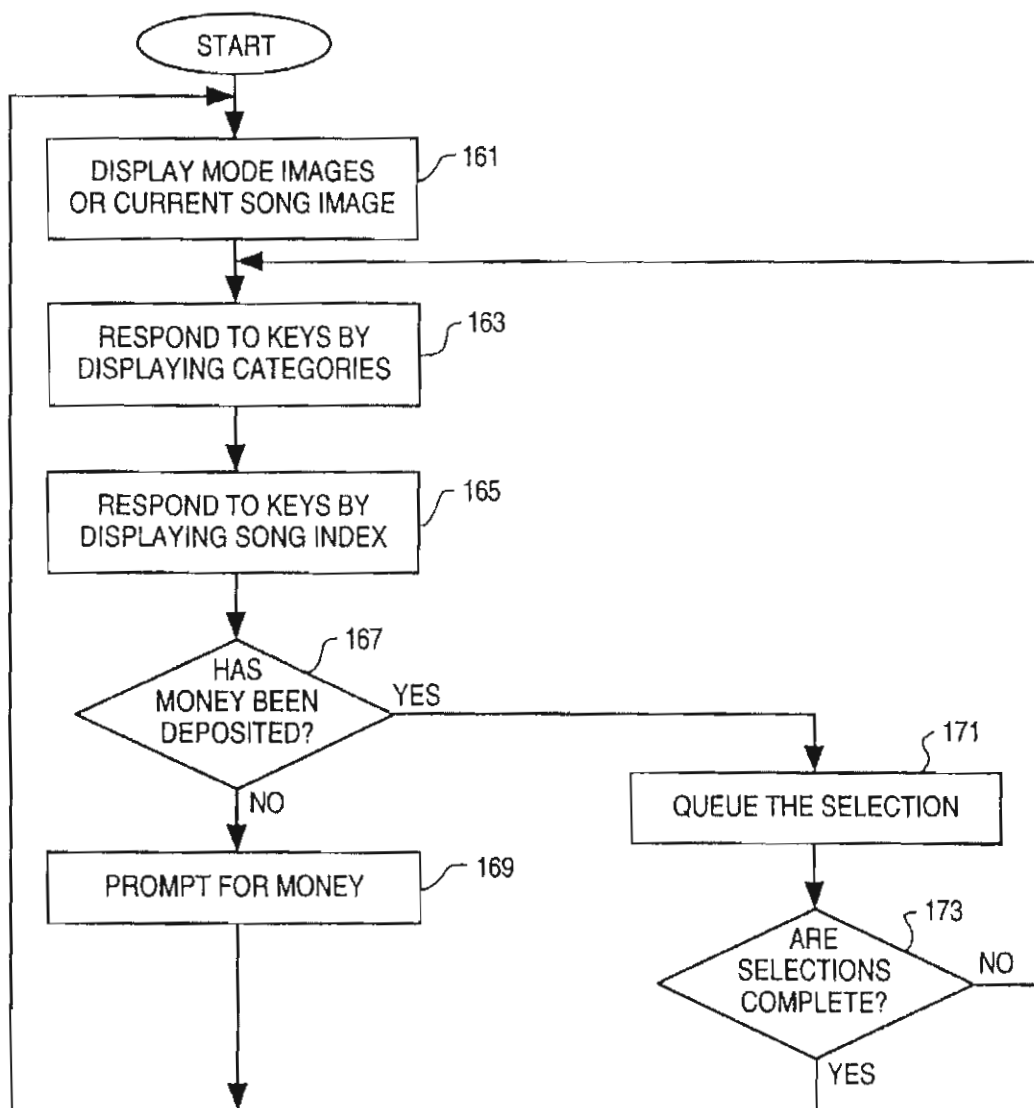 START
DISPLAY MODE IMAGES
OR CURRENT SONG IMAGE
161
RESPOND TO KEYS BY
DISPLAYING CATEGORIES
163
RESPOND TO KEYS BY
DISPLAYING SONG INDEX
165
HAS
MONEY BEEN
DEPOSITED?
167
YES
NO
QUEUE THE SELECTION
171
PROMPT FOR MONEY
169
ARE
SELECTIONS
COMPLETE?
173
NO
YES